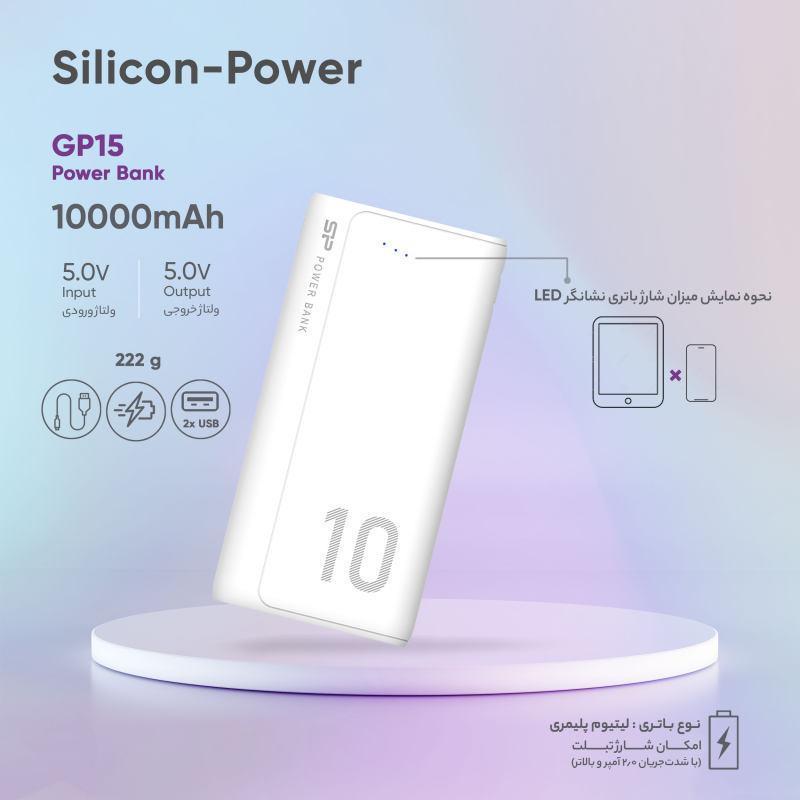 Silicon-Power
GP15
Power Bank
10000mAh
5.0V
Input
ولتاژ ورودی
5.0V
Output
ولتاژ خروجی
222 g
2x USB
SP POWER BANK
10
نحوه نمایش میزان شارژ باتری نشانگر LED
نوع باتری : لیتیوم پلیمری
امکان شارژ تبلت
(با شدت جریان ۲٫۰ آمپر و بالاتر)